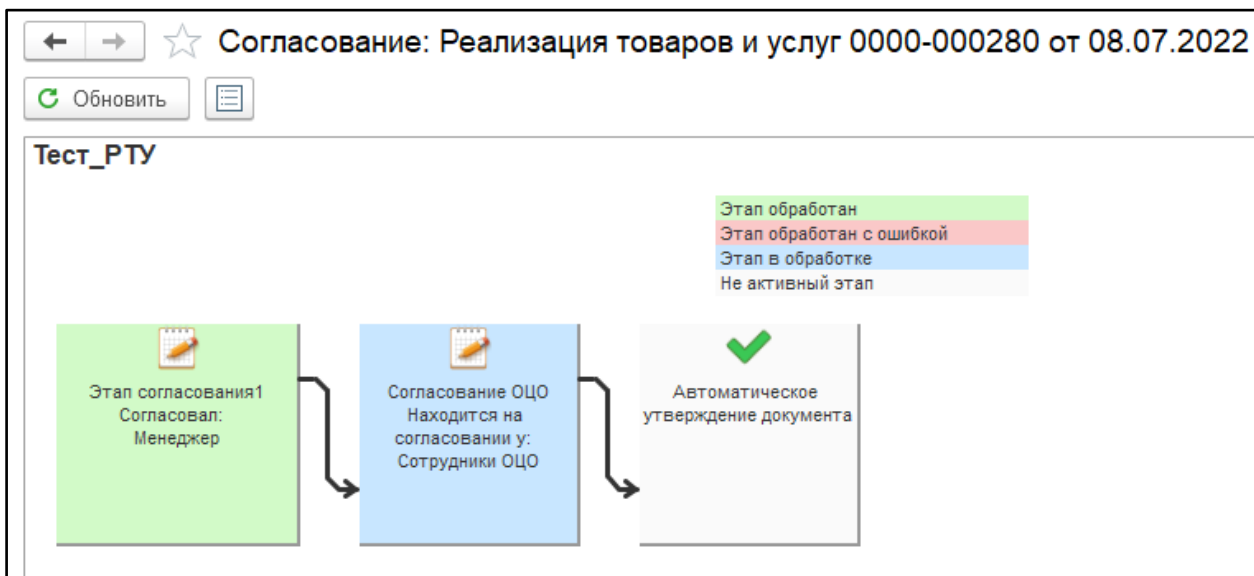 Согласование: Реализация товаров и услуг 0000-000280 от 08.07.2022
Обновить
Тест_РТУ
Этап обработан
Этап обработан с ошибкой
Этап в обработке
Не активный этап
Этап согласования1
Согласовал:
Менеджер
Согласование ОЦО
Находится на
согласовании у:
Сотрудники ОЦО
Автоматическое
утверждение документа